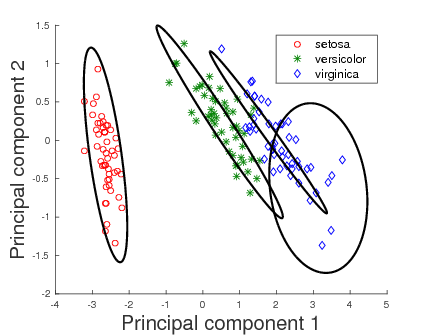 1.5
1
0.5
0
-0.5
-1
-1.5
-2
Principal component 2
setosa
versicolor
virginica
-4 -3 -2 -1 0 1 2 3 4 5
Principal component 1